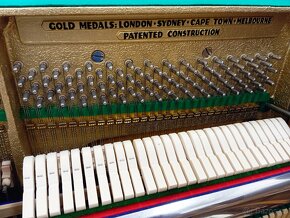 GOLD MEDALS: LONDON · SYDNEY · CAPE TOWN · MELBOURNE
PATENTED CONSTRUCTION